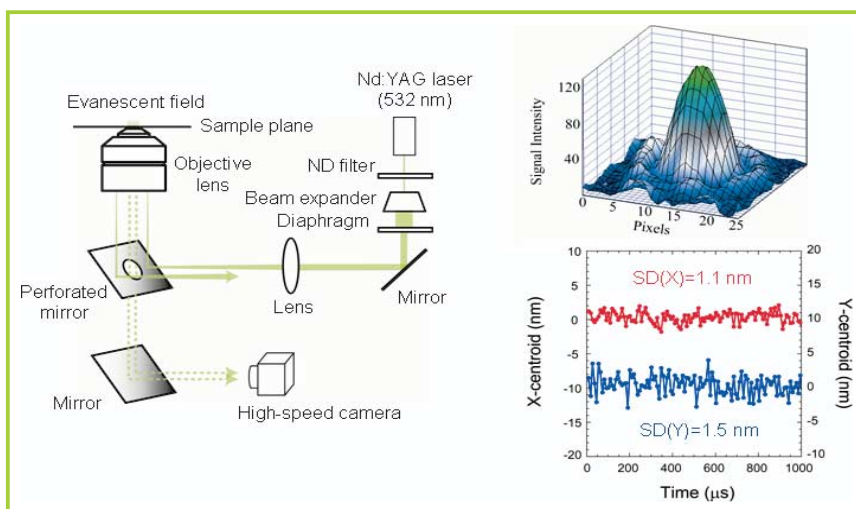 Nd:YAG laser
(532 nm)
Evanescent field
Sample plane
ND filter
Objective
lens
Beam expander
Diaphragm
Perforated
mirror
Lens
Mirror
Mirror
High-speed camera
Signal Intensity
120
80
40
0
5
10
15
20
25
Pixels
X-centroid (nm)
10
5
0
-5
-10
-15
-20
SD(X)=1.1 nm
SD(Y)=1.5 nm
20
15
10
5
0
-5
-10
Y-centroid (nm)
0 200 400 600 800 1000
Time (μs)